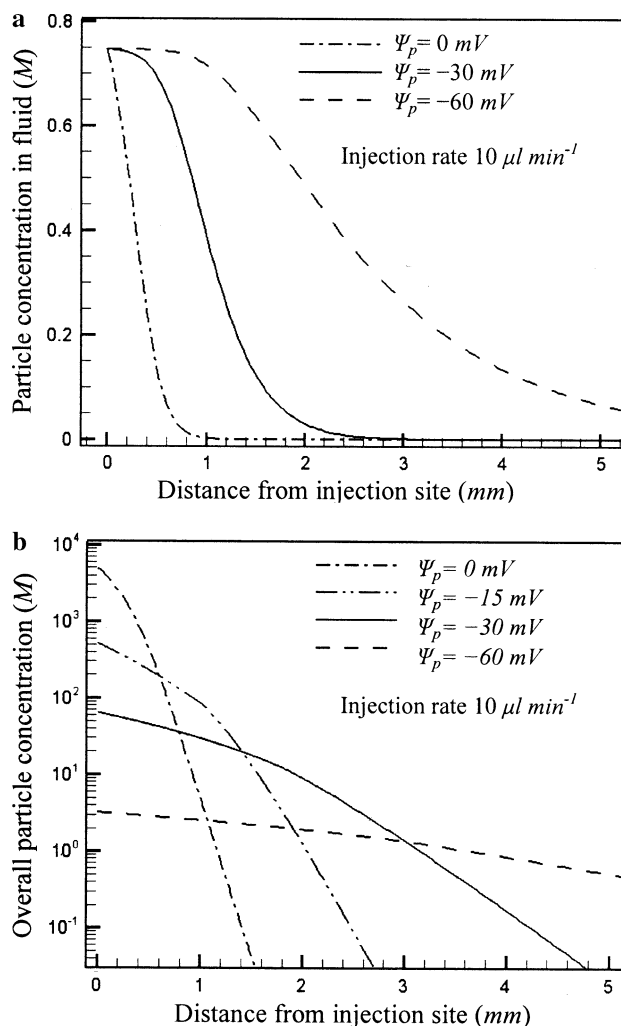 a
0.8
0.6
0.4
0.2
0
Particle concentration in fluid (M)
Ψp= 0 mV
Ψp= −30 mV
Ψp= −60 mV
Injection rate 10 μl min-1
0 1 2 3 4 5
Distance from injection site (mm)
b
10^4
10^3
10^2
10^1
10^0
10^-1
Overall particle concentration (M)
Ψp= 0 mV
Ψp= −15 mV
Ψp= −30 mV
Ψp= −60 mV
Injection rate 10 μl min-1
0 1 2 3 4 5
Distance from injection site (mm)